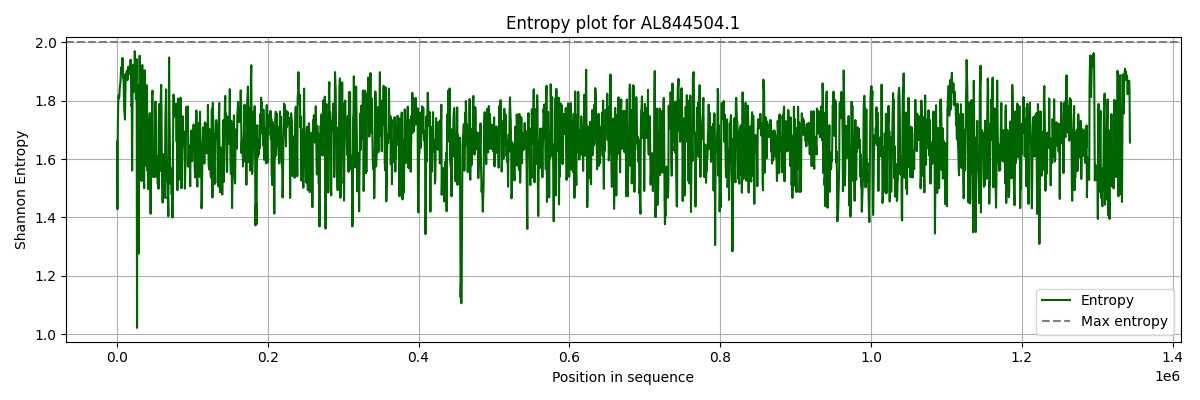 Entropy plot for AL844504.1
Shannon Entropy
2.0
1.8
1.6
1.4
1.2
1.0
Entropy
Max entropy
0.0 0.2 0.4 0.6 0.8 1.0 1.2 1.4
1e6
Position in sequence